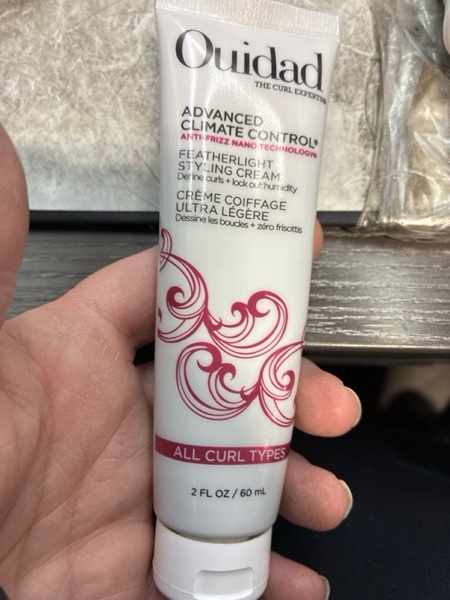 Ouidad
THE CURL EXPERTS®
ADVANCED
CLIMATE CONTROL®
ANTI-FRIZZ NANO TECHNOLOGY®
FEATHERLIGHT
STYLING CREAM
Define curls + lock out humidity
CRÈME COIFFAGE
ULTRA LÉGÈRE
Dessine les boucles + zéro frisottis
ALL CURL TYPES
2 FL OZ / 60 mL